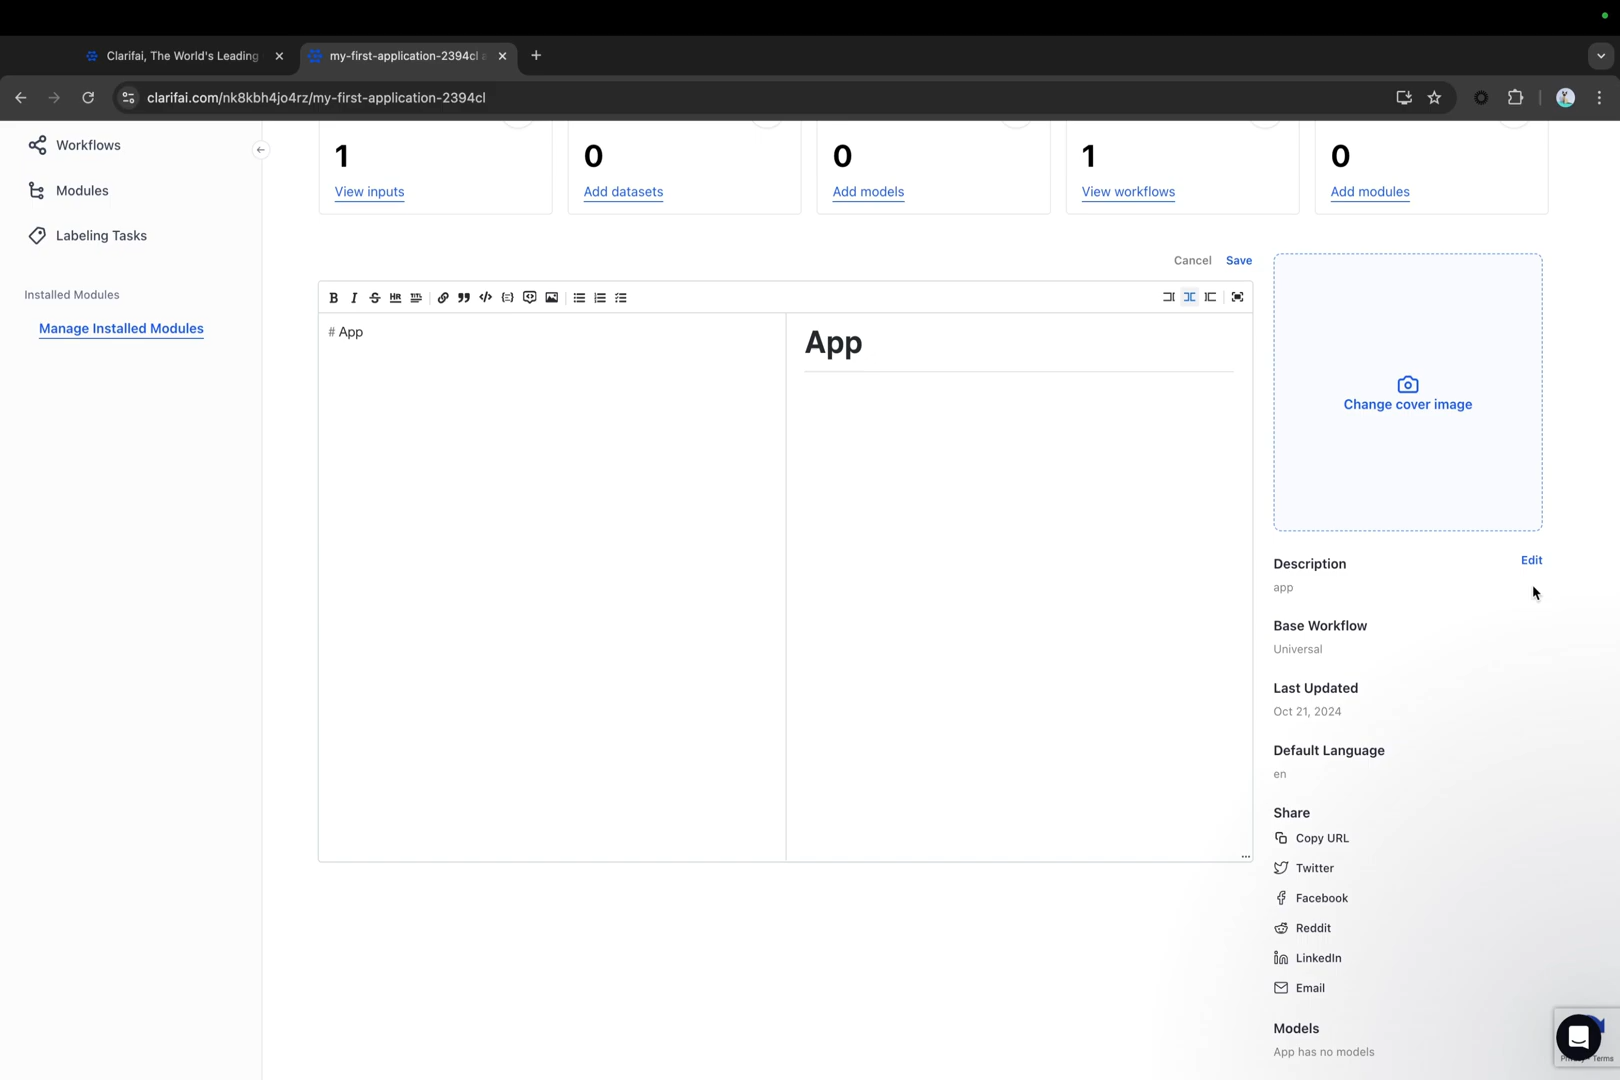 Clarifai, The World's Leading
my-first-application-2394cl a
clarifai.com/nk8kbh4jo4rz/my-first-application-2394cl
Workflows
Modules
Labeling Tasks
Installed Modules
Manage Installed Modules
1
View inputs
0
Add datasets
0
Add models
1
View workflows
0
Add modules
Cancel Save
B I S HR TITL
# App
App
Change cover image
Description Edit
app
Base Workflow
Universal
Last Updated
Oct 21, 2024
Default Language
en
Share
Copy URL
Twitter
Facebook
Reddit
LinkedIn
Email
Models
App has no models
Terms